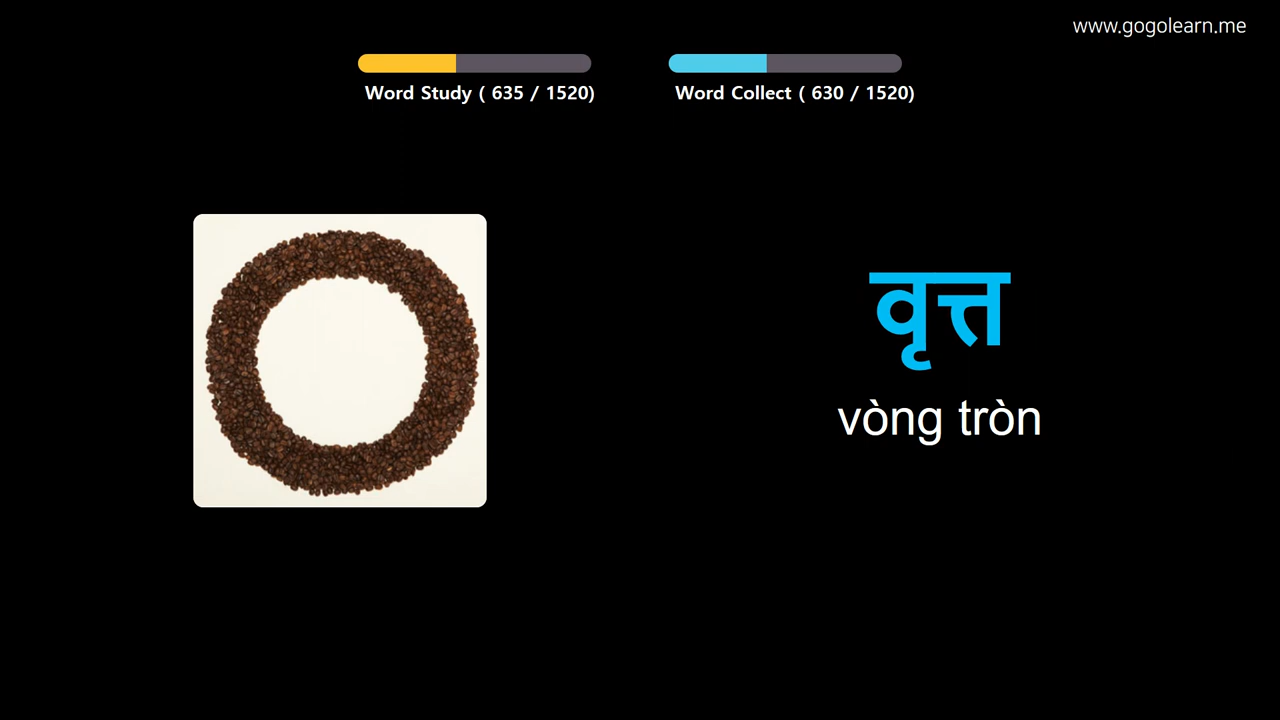 www.gogolearn.me
Word Study ( 635 / 1520)
Word Collect ( 630 / 1520)
वृत्त
vòng tròn